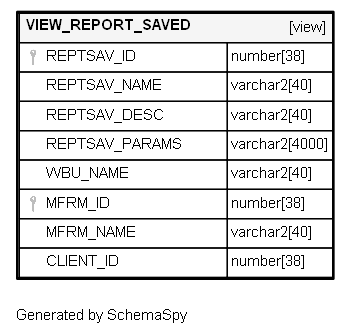 VIEW_REPORT_SAVED [view]
REPTSAV_ID number[38]
REPTSAV_NAME varchar2[40]
REPTSAV_DESC varchar2[40]
REPTSAV_PARAMS varchar2[4000]
WBU_NAME varchar2[40]
MFRM_ID number[38]
MFRM_NAME varchar2[40]
CLIENT_ID number[38]
Generated by SchemaSpy